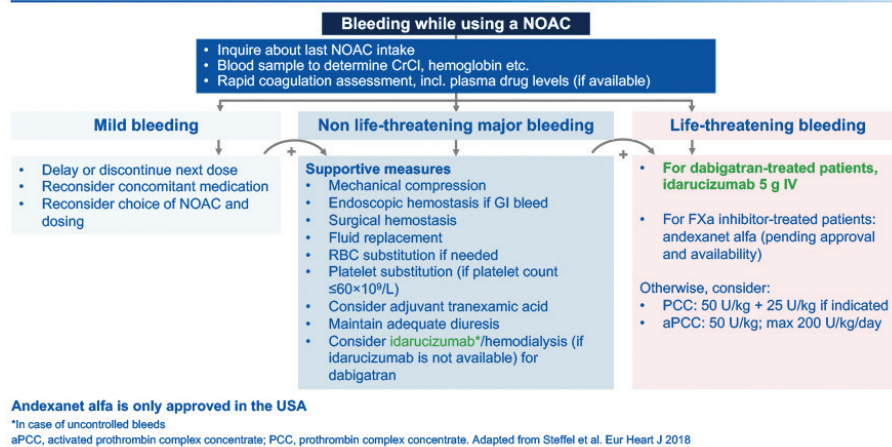 Bleeding while using a NOAC
• Inquire about last NOAC intake
• Blood sample to determine CrCl, hemoglobin etc.
• Rapid coagulation assessment, incl. plasma drug levels (if available)
Mild bleeding
+
• Delay or discontinue next dose
• Reconsider concomitant medication
• Reconsider choice of NOAC and
dosing
Non life-threatening major bleeding
+
Supportive measures
• Mechanical compression
• Endoscopic hemostasis if GI bleed
• Surgical hemostasis
• Fluid replacement
• RBC substitution if needed
• Platelet substitution (if platelet count
≤60×10⁹/L)
• Consider adjuvant tranexamic acid
• Maintain adequate diuresis
• Consider idarucizumab*/hemodialysis (if
idarucizumab is not available) for
dabigatran
Life-threatening bleeding
• For dabigatran-treated patients,
idarucizumab 5 g IV
• For FXa inhibitor-treated patients:
andexanet alfa (pending approval
and availability)
Otherwise, consider:
• PCC: 50 U/kg + 25 U/kg if indicated
• aPCC: 50 U/kg; max 200 U/kg/day
Andexanet alfa is only approved in the USA
*In case of uncontrolled bleeds
aPCC, activated prothrombin complex concentrate; PCC, prothrombin complex concentrate. Adapted from Steffel et al. Eur Heart J 2018